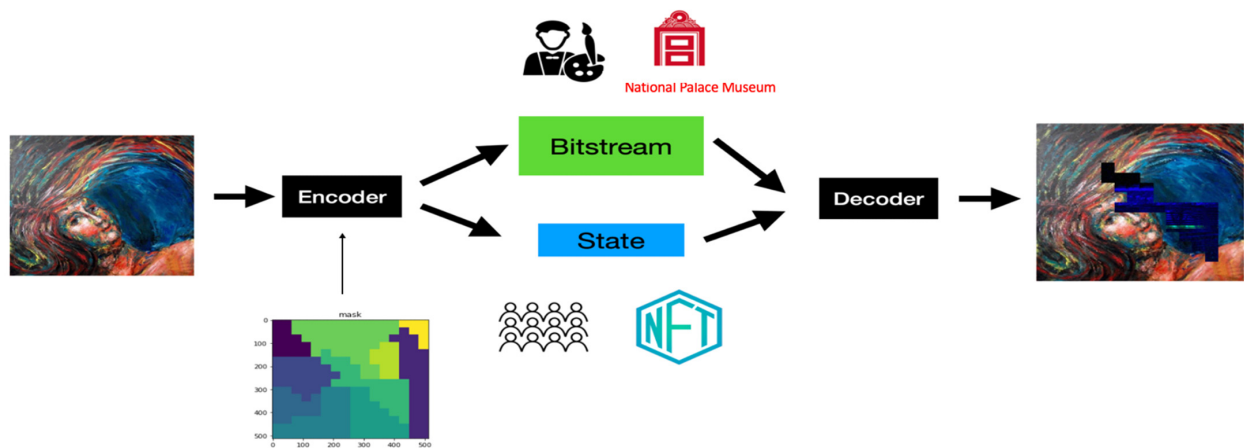 National Palace Museum
Bitstream
Encoder
Decoder
State
mask
0
100
200
300
400
500
0 100 200 300 400 500
NFT